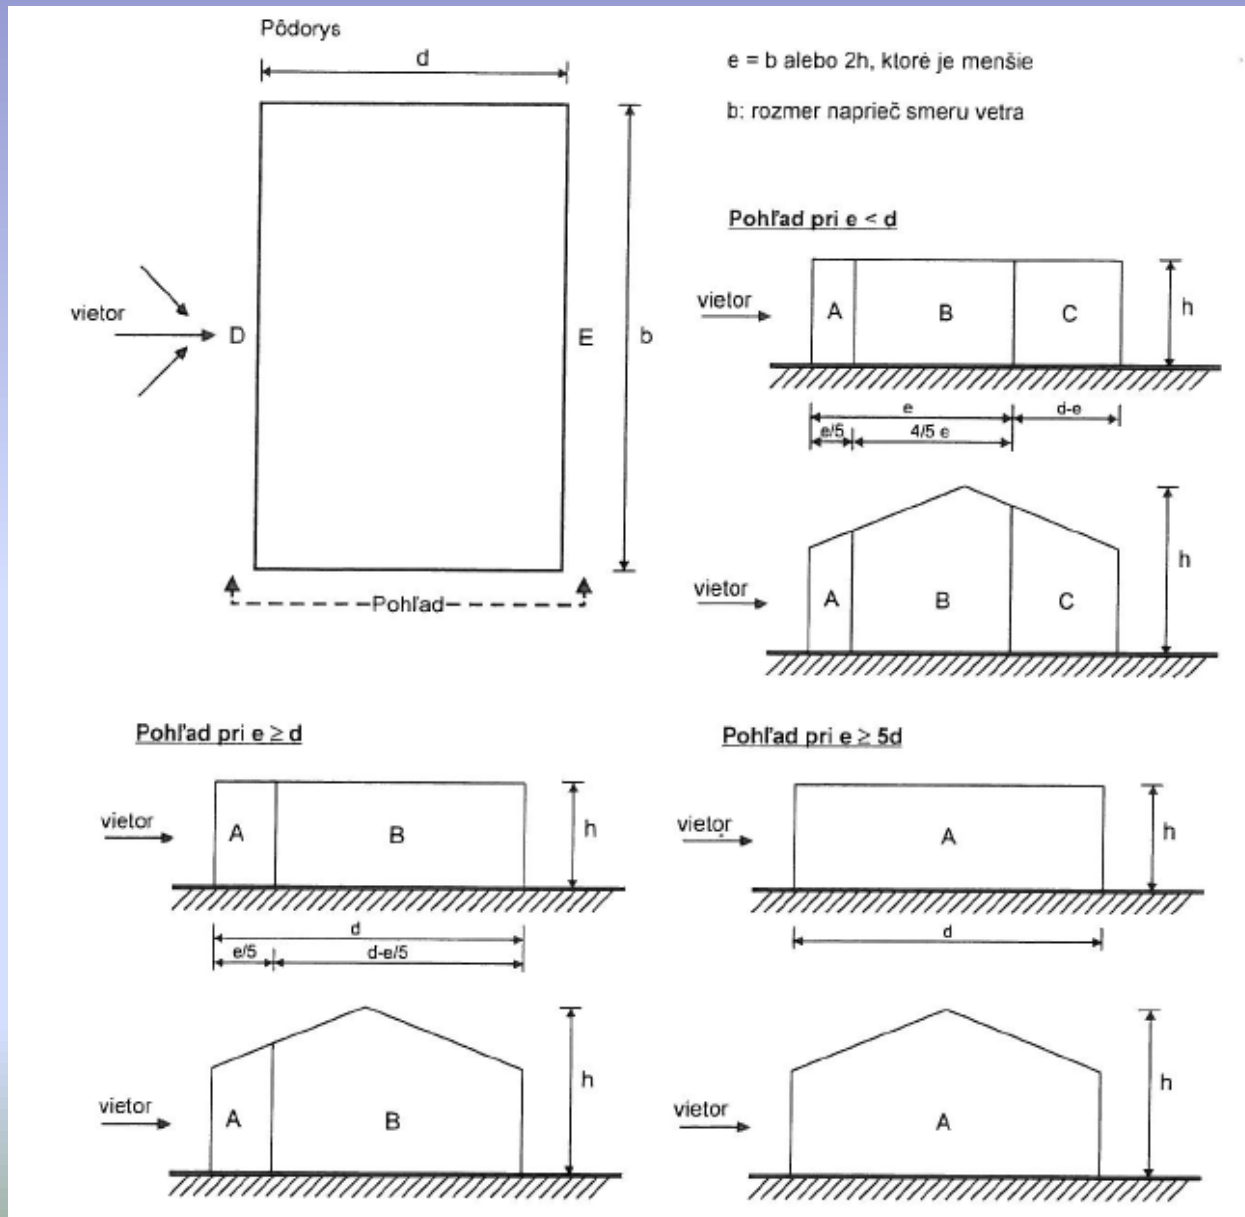 Pôdorys
d
e = b alebo 2h, ktoré je menšie
b: rozmer naprieč smeru vetra
vietor
D
E
b
Pohľad
Pohľad pri e < d
vietor
A
B
C
h
e
d-e
e/5
4/5 e
vietor
A
B
C
h
Pohľad pri e ≥ d
vietor
A
B
h
d
e/5
d-e/5
vietor
A
B
h
Pohľad pri e ≥ 5d
vietor
A
h
d
vietor
A
h